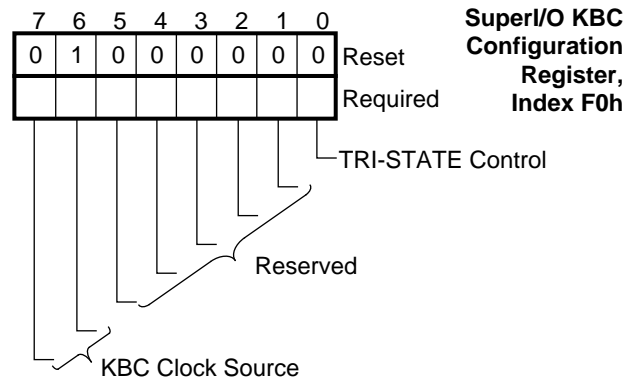 SuperI/O KBC
Configuration
Register,
Index F0h
7 6 5 4 3 2 1 0
0 1 0 0 0 0 0 0 Reset
Required
TRI-STATE Control
Reserved
KBC Clock Source